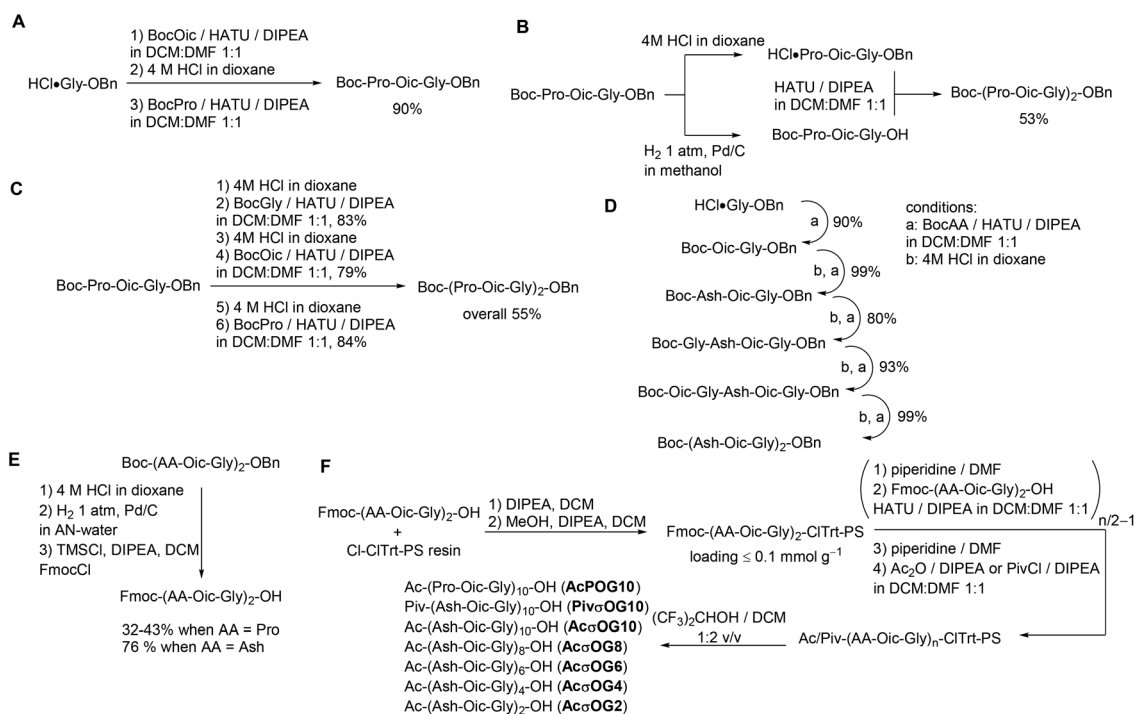 A
1) BocOic / HATU / DIPEA
in DCM:DMF 1:1
2) 4 M HCl in dioxane
HCl•Gly-OBn
Boc-Pro-Oic-Gly-OBn
3) BocPro / HATU / DIPEA
in DCM:DMF 1:1
90%
B
4M HCl in dioxane
HCl•Pro-Oic-Gly-OBn
Boc-Pro-Oic-Gly-OBn
HATU / DIPEA
in DCM:DMF 1:1
Boc-(Pro-Oic-Gly)₂-OBn
53%
Boc-Pro-Oic-Gly-OH
H₂ 1 atm, Pd/C
in methanol
C
1) 4M HCl in dioxane
2) BocGly / HATU / DIPEA
in DCM:DMF 1:1, 83%
3) 4M HCl in dioxane
4) BocOic / HATU / DIPEA
in DCM:DMF 1:1, 79%
Boc-Pro-Oic-Gly-OBn
Boc-(Pro-Oic-Gly)₂-OBn
overall 55%
5) 4 M HCl in dioxane
6) BocPro / HATU / DIPEA
in DCM:DMF 1:1, 84%
D
HCl•Gly-OBn
a
90%
Boc-Oic-Gly-OBn
b, a
99%
Boc-Ash-Oic-Gly-OBn
b, a
80%
Boc-Gly-Ash-Oic-Gly-OBn
b, a
93%
Boc-Oic-Gly-Ash-Oic-Gly-OBn
b, a
99%
Boc-(Ash-Oic-Gly)₂-OBn
conditions:
a: BocAA / HATU / DIPEA
in DCM:DMF 1:1
b: 4M HCl in dioxane
E
Boc-(AA-Oic-Gly)₂-OBn
1) 4 M HCl in dioxane
2) H₂ 1 atm, Pd/C
in AN-water
3) TMSCl, DIPEA, DCM
FmocCl
Fmoc-(AA-Oic-Gly)₂-OH
32-43% when AA = Pro
76 % when AA = Ash
F
Fmoc-(AA-Oic-Gly)₂-OH
+
Cl-ClTrt-PS resin
1) DIPEA, DCM
2) MeOH, DIPEA, DCM
Fmoc-(AA-Oic-Gly)₂-ClTrt-PS
loading ≤ 0.1 mmol g⁻¹
1) piperidine / DMF
2) Fmoc-(AA-Oic-Gly)₂-OH
HATU / DIPEA in DCM:DMF 1:1
n/2–1
3) piperidine / DMF
4) Ac₂O / DIPEA or PivCl / DIPEA
in DCM:DMF 1:1
Ac/Piv-(AA-Oic-Gly)ₙ-ClTrt-PS
(CF₃)₂CHOH / DCM
1:2 v/v
Ac-(Pro-Oic-Gly)₁₀-OH (AcPOG10)
Piv-(Ash-Oic-Gly)₁₀-OH (PivσOG10)
Ac-(Ash-Oic-Gly)₁₀-OH (AcσOG10)
Ac-(Ash-Oic-Gly)₈-OH (AcσOG8)
Ac-(Ash-Oic-Gly)₆-OH (AcσOG6)
Ac-(Ash-Oic-Gly)₄-OH (AcσOG4)
Ac-(Ash-Oic-Gly)₂-OH (AcσOG2)